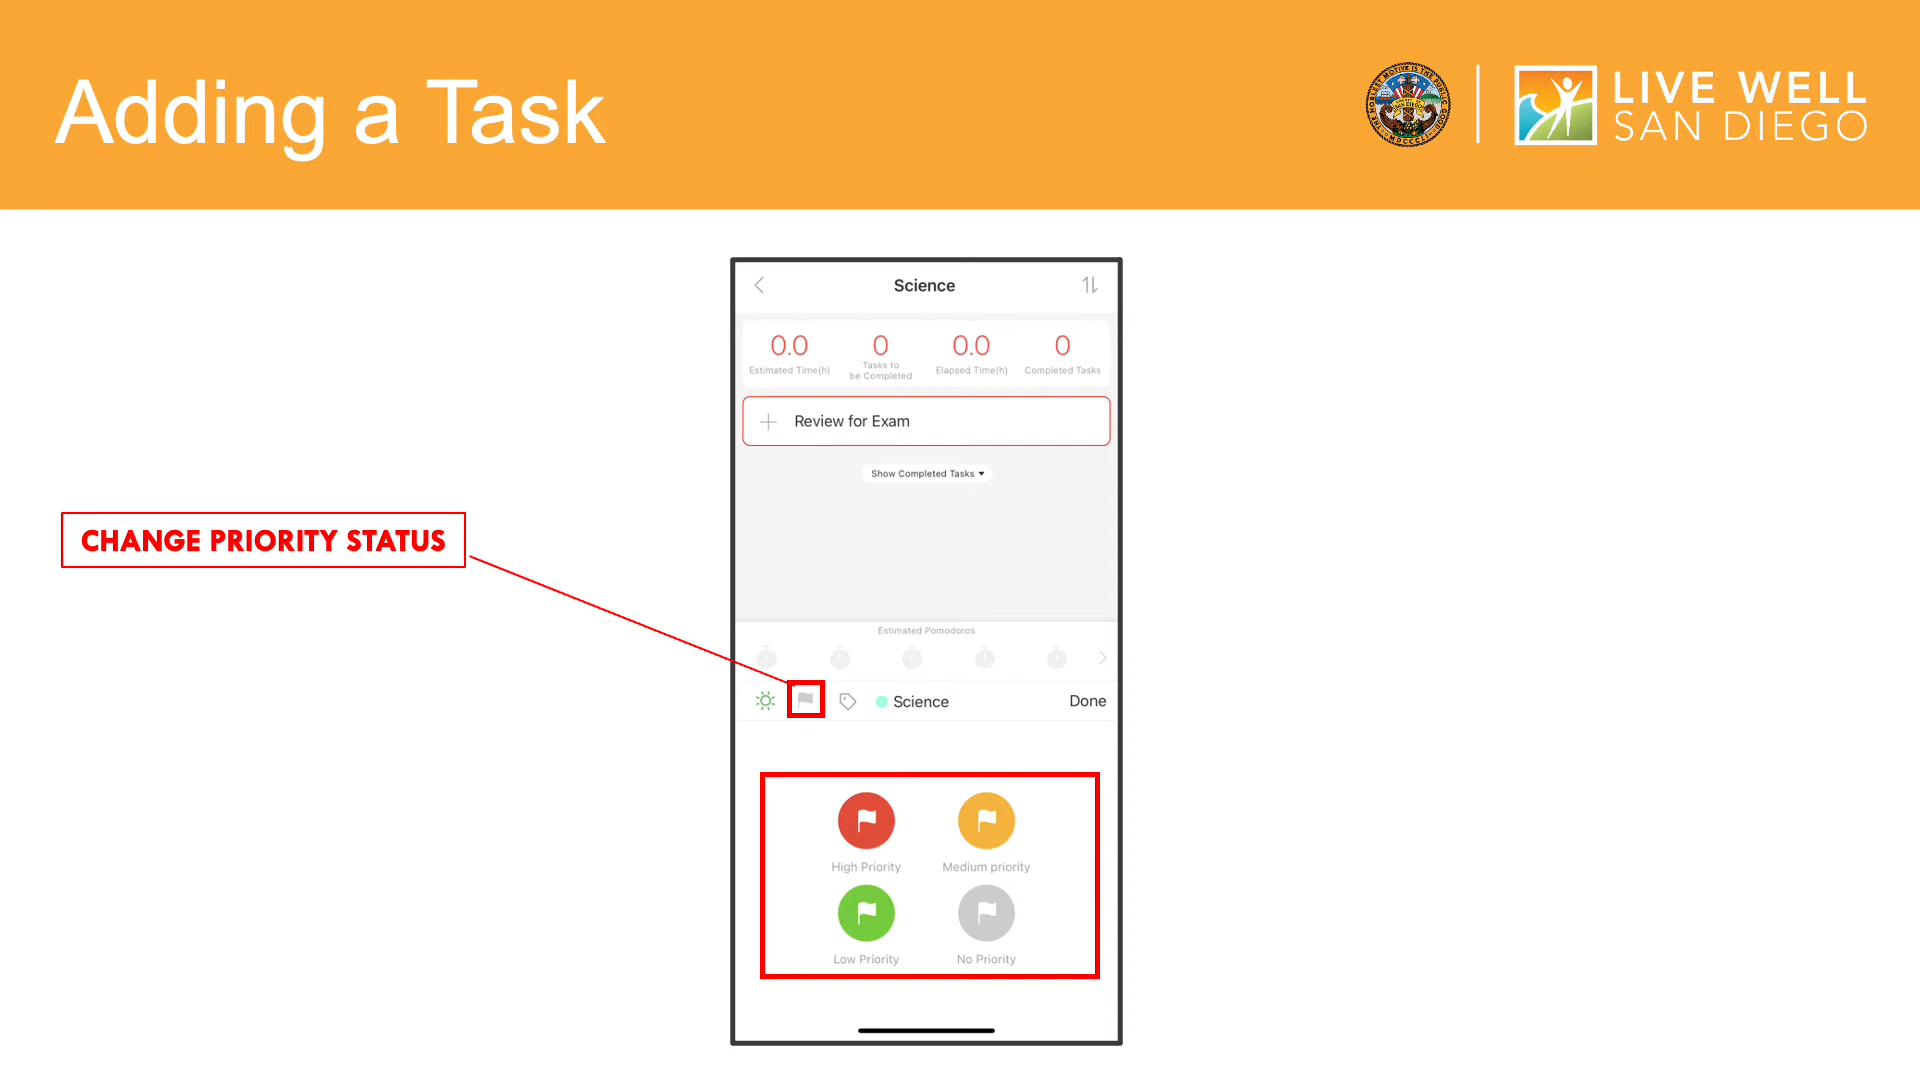 Adding a Task
LIVE WELL
SAN DIEGO
Science
0.0
0
0.0
0
Estimated Time(h)
Tasks to
be Completed
Elapsed Time(h)
Completed Tasks
Review for Exam
Show Completed Tasks
CHANGE PRIORITY STATUS
Estimated Pomodoros
Science
Done
High Priority
Medium priority
Low Priority
No Priority